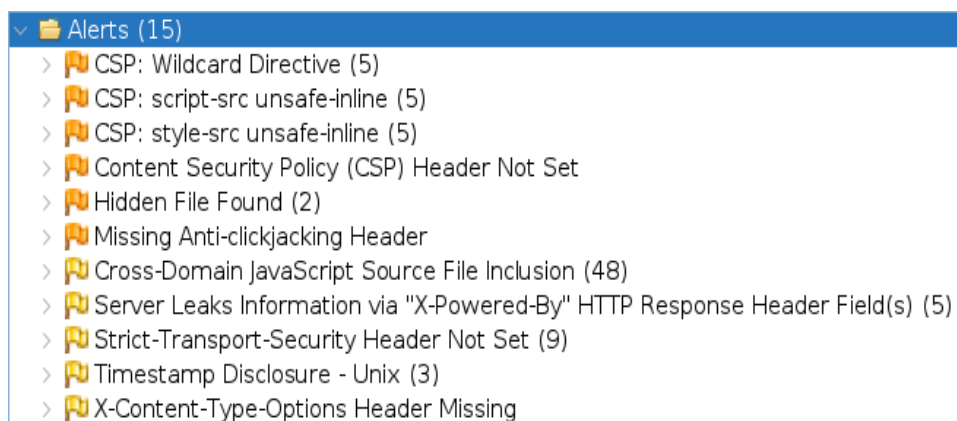 Alerts (15)
CSP: Wildcard Directive (5)
CSP: script-src unsafe-inline (5)
CSP: style-src unsafe-inline (5)
Content Security Policy (CSP) Header Not Set
Hidden File Found (2)
Missing Anti-clickjacking Header
Cross-Domain JavaScript Source File Inclusion (48)
Server Leaks Information via "X-Powered-By" HTTP Response Header Field(s) (5)
Strict-Transport-Security Header Not Set (9)
Timestamp Disclosure - Unix (3)
X-Content-Type-Options Header Missing